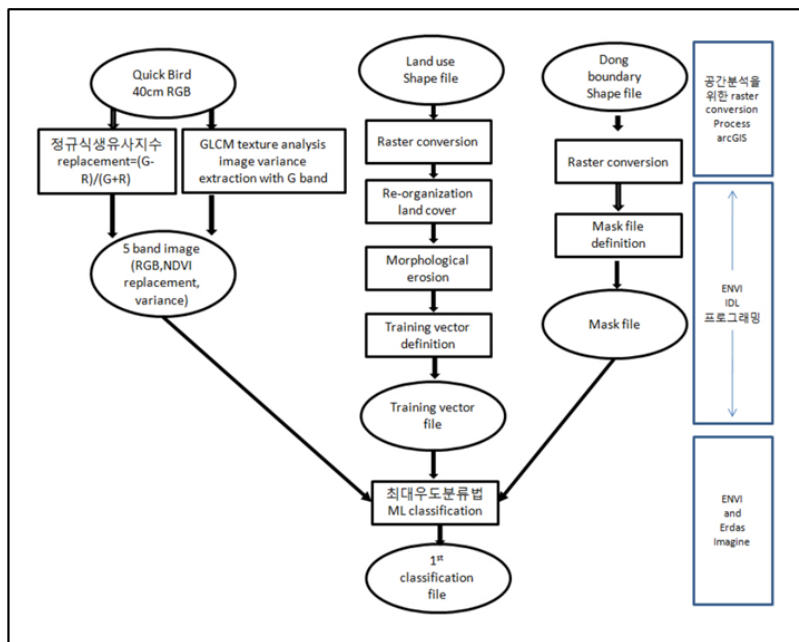 Quick Bird
40cm RGB
정규식생유사지수
replacement=(G-
R)/(G+R)
GLCM texture analysis
image variance
extraction with G band
5 band image
(RGB,NDVI
replacement,
variance)
Land use
Shape file
Raster conversion
Re-organization
land cover
Morphological
erosion
Training vector
definition
Training vector
file
Dong
boundary
Shape file
Raster conversion
Mask file
definition
Mask file
최대우도분류법
ML classification
1st
classification
file
공간분석을
위한 raster
conversion
Process
arcGIS
ENVI
IDL
프로그래밍
ENVI
and
Erdas
Imagine